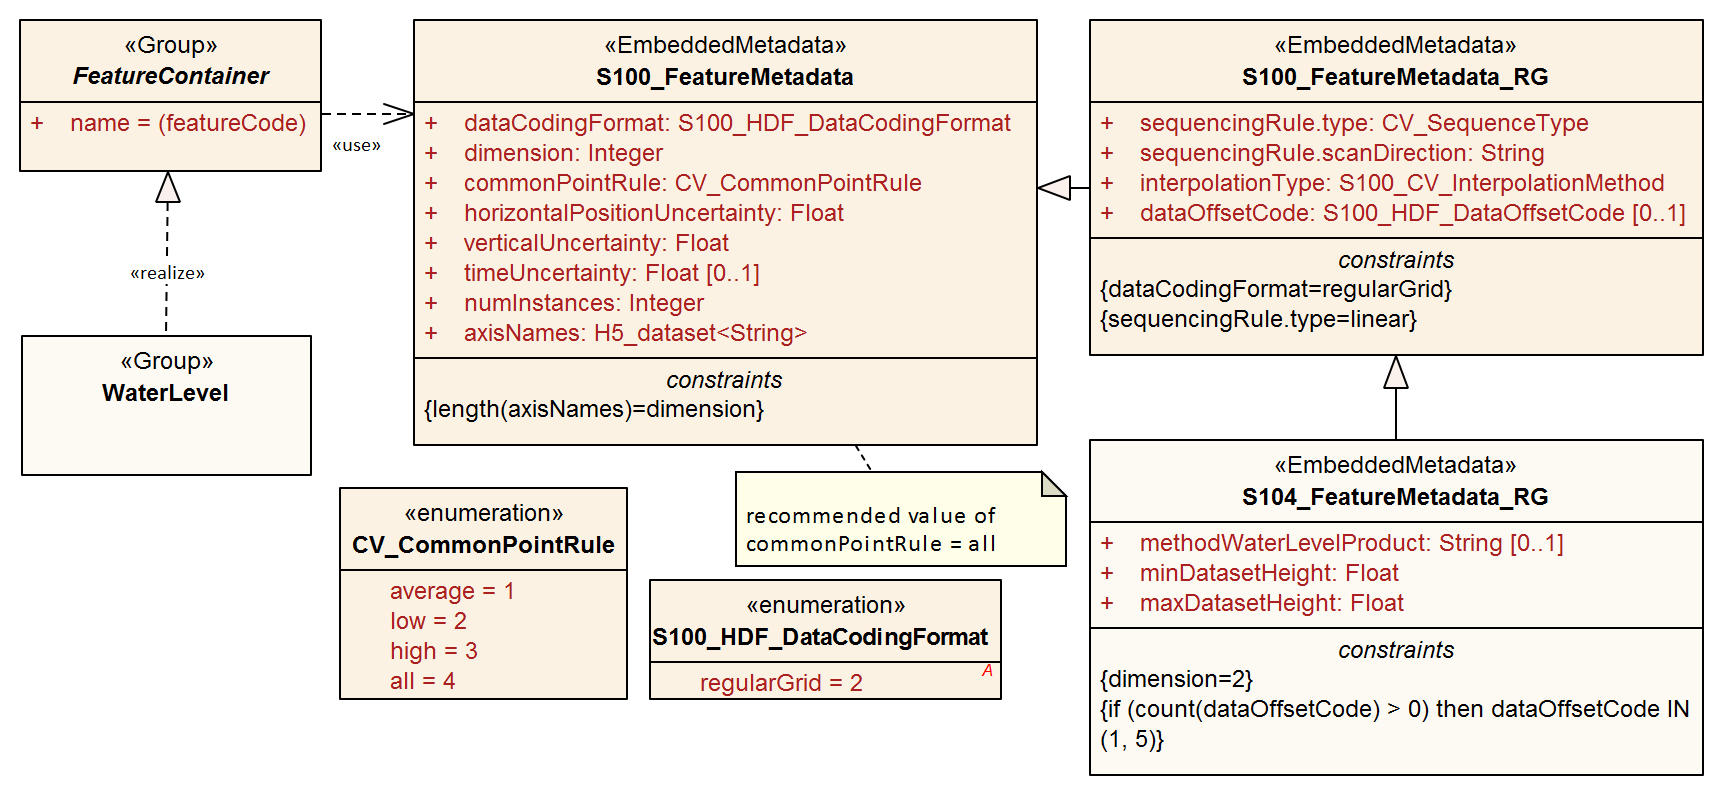 «Group»
FeatureContainer
+ name = (featureCode)
«use»
«realize»
«Group»
WaterLevel
«EmbeddedMetadata»
S100_FeatureMetadata
+ dataCodingFormat: S100_HDF_DataCodingFormat
+ dimension: Integer
+ commonPointRule: CV_CommonPointRule
+ horizontalPositionUncertainty: Float
+ verticalUncertainty: Float
+ timeUncertainty: Float [0..1]
+ numInstances: Integer
+ axisNames: H5_dataset<String>
constraints
{length(axisNames)=dimension}
recommended value of
commonPointRule = all
«enumeration»
CV_CommonPointRule
average = 1
low = 2
high = 3
all = 4
«enumeration»
S100_HDF_DataCodingFormat
A
regularGrid = 2
«EmbeddedMetadata»
S100_FeatureMetadata_RG
+ sequencingRule.type: CV_SequenceType
+ sequencingRule.scanDirection: String
+ interpolationType: S100_CV_InterpolationMethod
+ dataOffsetCode: S100_HDF_DataOffsetCode [0..1]
constraints
{dataCodingFormat=regularGrid}
{sequencingRule.type=linear}
«EmbeddedMetadata»
S104_FeatureMetadata_RG
+ methodWaterLevelProduct: String [0..1]
+ minDatasetHeight: Float
+ maxDatasetHeight: Float
constraints
{dimension=2}
{if (count(dataOffsetCode) > 0) then dataOffsetCode IN
(1, 5)}